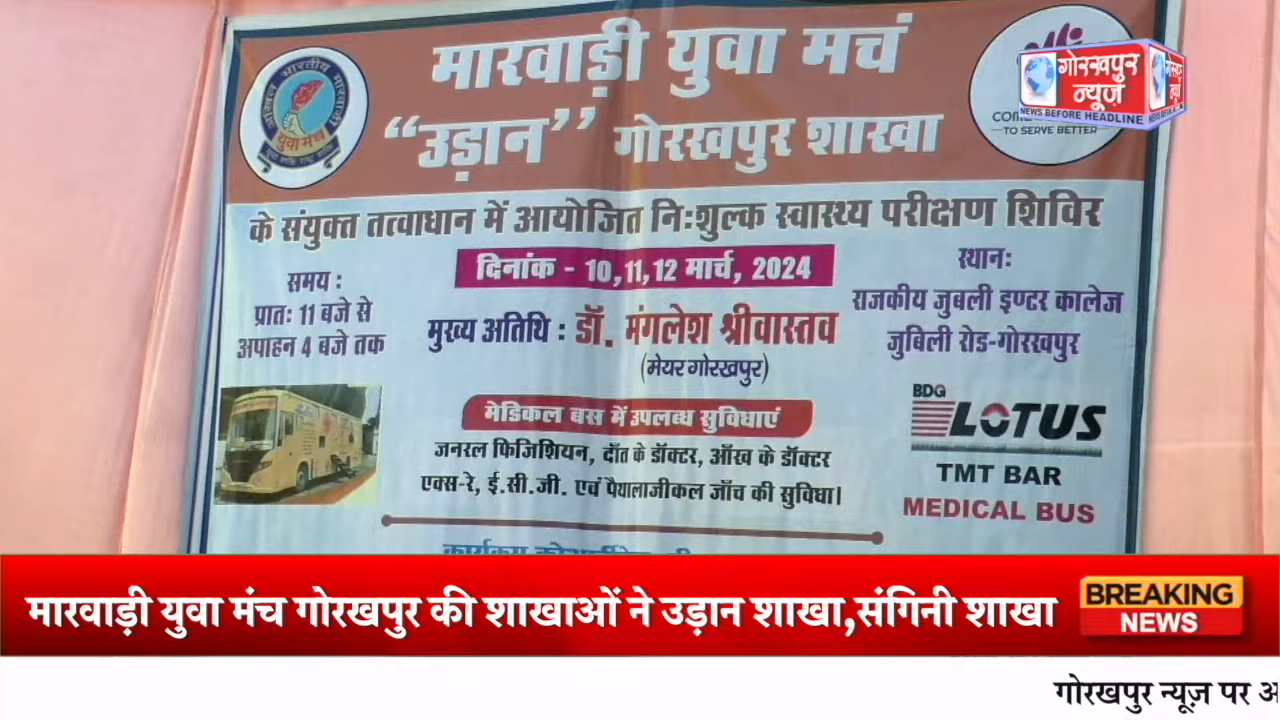 मारवाड़ी युवा मचं
“उड़ान” गोरखपुर शाखा
अखिल भारतीय मारवाड़ी
युवा मंच
TO SERVE BETTER
गोरखपुर
न्यूज़
NEWS BEFORE HEADLINE
के संयुक्त तत्वाधान में आयोजित निःशुल्क स्वास्थ्य परीक्षण शिविर
दिनांक - 10,11,12 मार्च, 2024
समय :
प्रातः 11 बजे से
अपाहन 4 बजे तक
मुख्य अतिथि : डॉ. मंगलेश श्रीवास्तव
(मेयर गोरखपुर)
स्थानः
राजकीय जुबली इण्टर कालेज
जुबिली रोड-गोरखपुर
मेडिकल बस में उपलब्ध सुविधाएं
जनरल फिजिशियन, दाँत के डॉक्टर, आँख के डॉक्टर
एक्स-रे, ई.सी.जी. एवं पैयालाजीकल जाँच की सुविधा।
BDG
LOTUS
TMT BAR
MEDICAL BUS
मारवाड़ी युवा मंच गोरखपुर की शाखाओं ने उड़ान शाखा,संगिनी शाखा
BREAKING
NEWS
गोरखपुर न्यूज़ पर अ